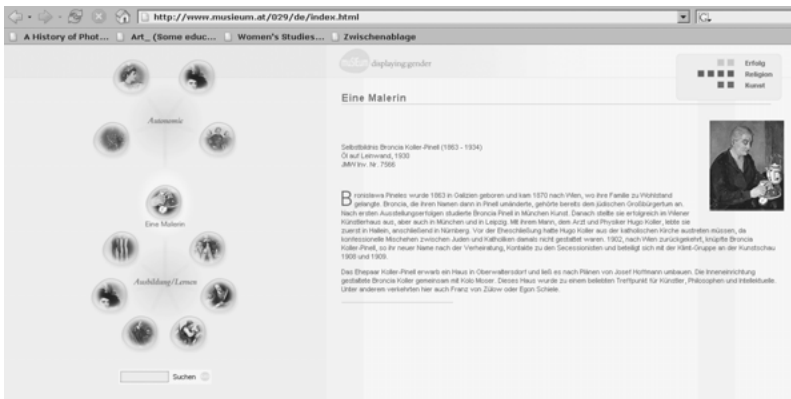 http://www.musieum.at/029/de/index.html
G.
A History of Phot... Art_ (Some educ... Women's Studies... Zwischenablage
displaying:gender
Erfolg
Religion
Kunst
Eine Malerin
Autonomie
Selbstbildnis Broncia Koller-Pinell (1863 - 1934)
Öl auf Leinwand, 1930
JMW Inv. Nr. 7566
Bronislawa Pineles wurde 1863 in Galizien geboren und kam 1870 nach Wien, wo ihre Familie zu Wohlstand
gelangte. Broncia, die ihren Namen dann in Pinell umänderte, gehörte bereits dem jüdischen Großbürgertum an.
Nach ersten Ausstellungserfolgen studierte Broncia Pinell in München Kunst. Danach stellte sie erfolgreich im Wiener
Künstlerhaus aus, aber auch in München und in Leipzig. Mit ihrem Mann, dem Arzt und Physiker Hugo Koller, lebte sie
zuerst in Hallein, anschließend in Nürnberg. Vor der Eheschließung hatte Hugo Koller aus der katholischen Kirche austreten müssen, da
konfessionelle Mischehen zwischen Juden und Katholiken damals nicht gestattet waren. 1902, nach Wien zurückgekehrt, knüpfte Broncia
Koller-Pinell, so ihr neuer Name nach der Verheiratung, Kontakte zu den Secessionisten und beteiligt sich mit der Klimt-Gruppe an der Kunstschau
1908 und 1909.
Das Ehepaar Koller-Pinell erwarb ein Haus in Oberwaltersdorf und ließ es nach Plänen von Josef Hoffmann umbauen. Die Inneneinrichtung
gestaltete Broncia Koller gemeinsam mit Kolo Moser. Dieses Haus wurde zu einem beliebten Treffpunkt für Künstler, Philosophen und Intellektuelle.
Unter anderem verkehrten hier auch Franz von Zülow oder Egon Schiele.
Eine Malerin
Ausbildung/Lernen
Suchen